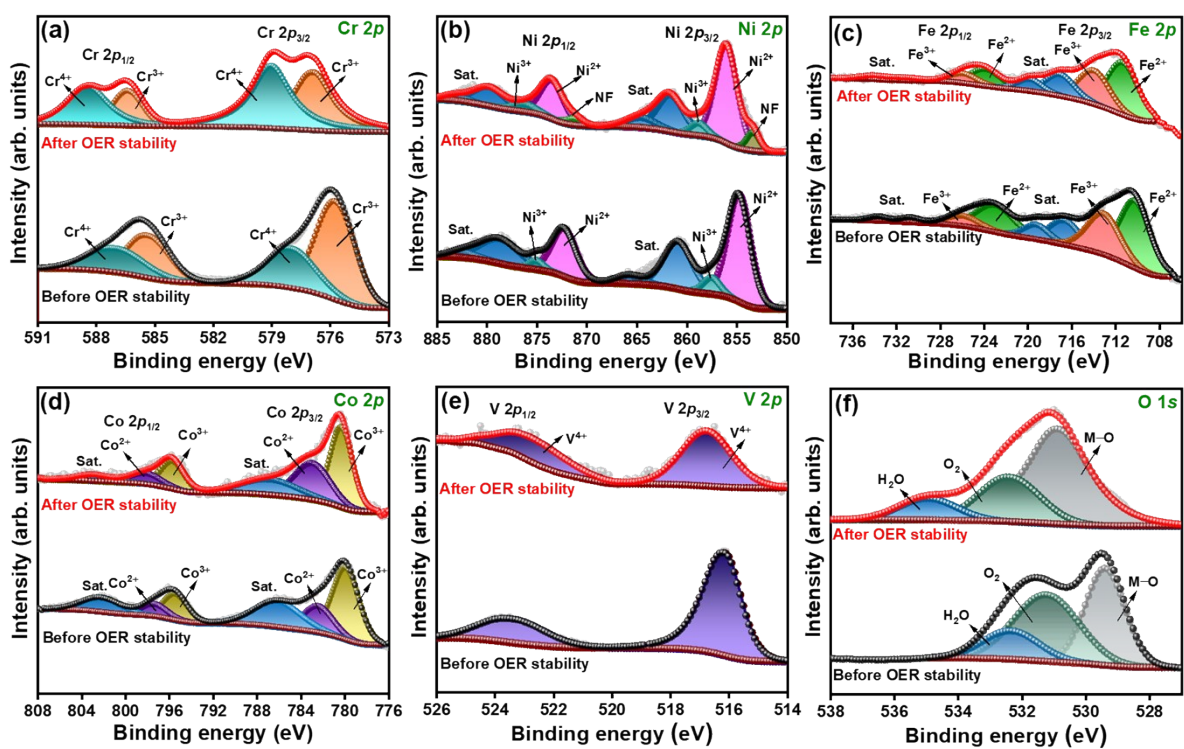 (a)
Cr 2p
Cr 2p3/2
Cr 2p1/2
Cr4+
Cr3+
Cr4+
Cr3+
After OER stability
Cr4+
Cr3+
Cr4+
Cr3+
Before OER stability
591 588 585 582 579 576 573
Binding energy (eV)
Intensity (arb. units)
(b)
Ni 2p
Ni 2p1/2
Ni 2p3/2
Sat.
Ni3+
Ni2+
NF
Sat.
Ni3+
Ni2+
NF
After OER stability
Ni3+
Ni2+
Sat.
Ni3+
Ni2+
Before OER stability
885 880 875 870 865 860 855 850
Binding energy (eV)
Intensity (arb. units)
(c)
Fe 2p
Fe 2p1/2
Fe 2p3/2
Sat.
Fe3+
Fe2+
Sat.
Fe3+
Fe2+
After OER stability
Sat.
Fe3+
Fe2+
Sat.
Fe3+
Fe2+
Before OER stability
736 732 728 724 720 716 712 708
Binding energy (eV)
Intensity (arb. units)
(d)
Co 2p
Co 2p1/2
Co 2p3/2
Sat.
Co2+
Co3+
Sat.
Co2+
Co3+
After OER stability
Sat.
Co2+
Co3+
Sat.
Co2+
Co3+
Before OER stability
808 804 800 796 792 788 784 780 776
Binding energy (eV)
Intensity (arb. units)
(e)
V 2p
V 2p1/2
V 2p3/2
V4+
V4+
After OER stability
Before OER stability
526 523 520 517 514
Binding energy (eV)
Intensity (arb. units)
(f)
O 1s
H2O
O2
M–O
After OER stability
H2O
O2
M–O
Before OER stability
538 536 534 532 530 528
Binding energy (eV)
Intensity (arb. units)